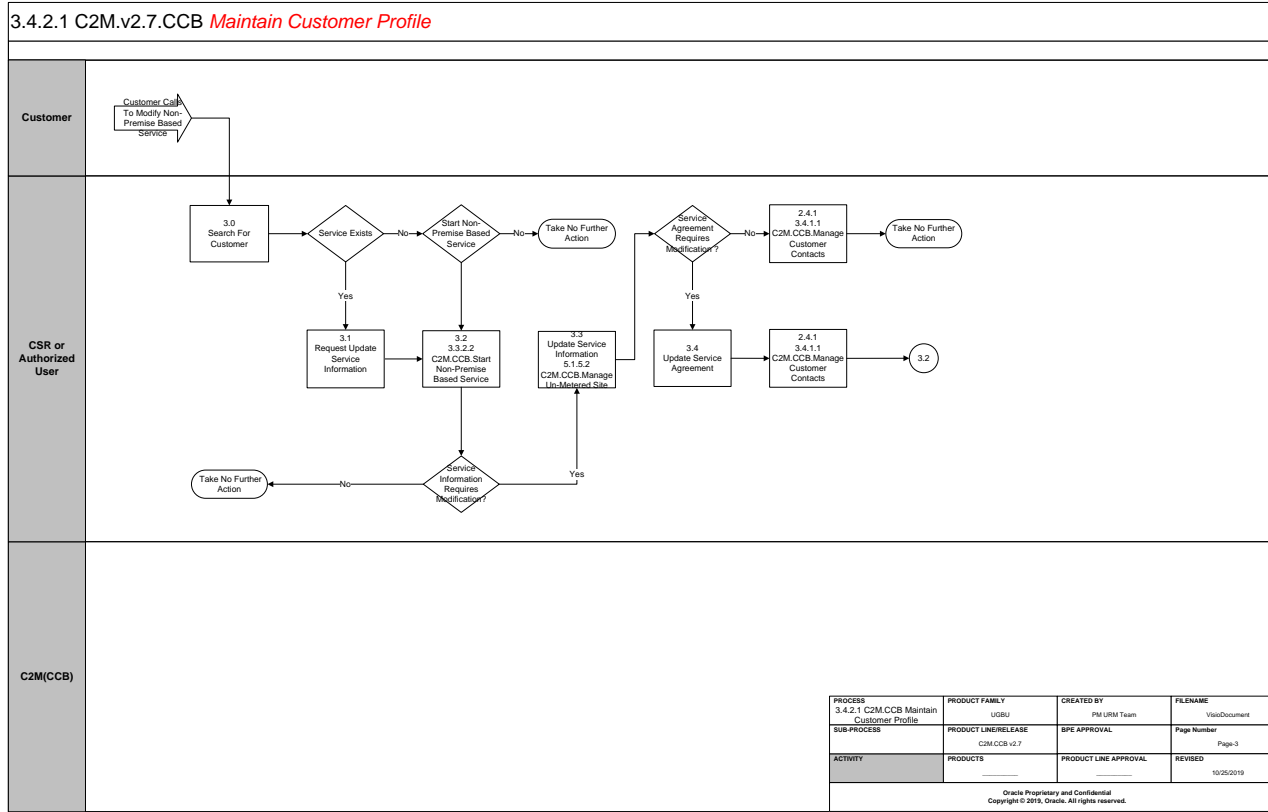 3.4.2.1 C2M.v2.7.CCB Maintain Customer Profile
Customer
Customer Calls
To Modify Non-
Premise Based
Service
CSR or
Authorized
User
3.0
Search For
Customer
Service Exists
No
Start Non-
Premise Based
Service
No
Take No Further
Action
Yes
3.1
Request Update
Service
Information
3.2
3.3.2.2
C2M.CCB.Start
Non-Premise
Based Service
3.3
Update Service
Information
5.1.5.2
C2M.CCB.Manage
Un-Metered Site
Service
Agreement
Requires
Modification ?
No
2.4.1
3.4.1.1
C2M.CCB.Manage
Customer
Contacts
Take No Further
Action
Yes
3.4
Update Service
Agreement
2.4.1
3.4.1.1
C2M.CCB.Manage
Customer
Contacts
3.2
Service
Information
Requires
Modification?
Yes
No
Take No Further
Action
C2M(CCB)
PROCESS
3.4.2.1 C2M.CCB Maintain
Customer Profile
PRODUCT FAMILY
UGBU
CREATED BY
PM URM Team
FILENAME
VisioDocument
SUB-PROCESS
PRODUCT LINE/RELEASE
C2M.CCB v2.7
BPE APPROVAL
Page Number
Page-3
ACTIVITY
PRODUCTS
PRODUCT LINE APPROVAL
REVISED
10/25/2019
Oracle Proprietary and Confidential
Copyright © 2019, Oracle. All rights reserved.